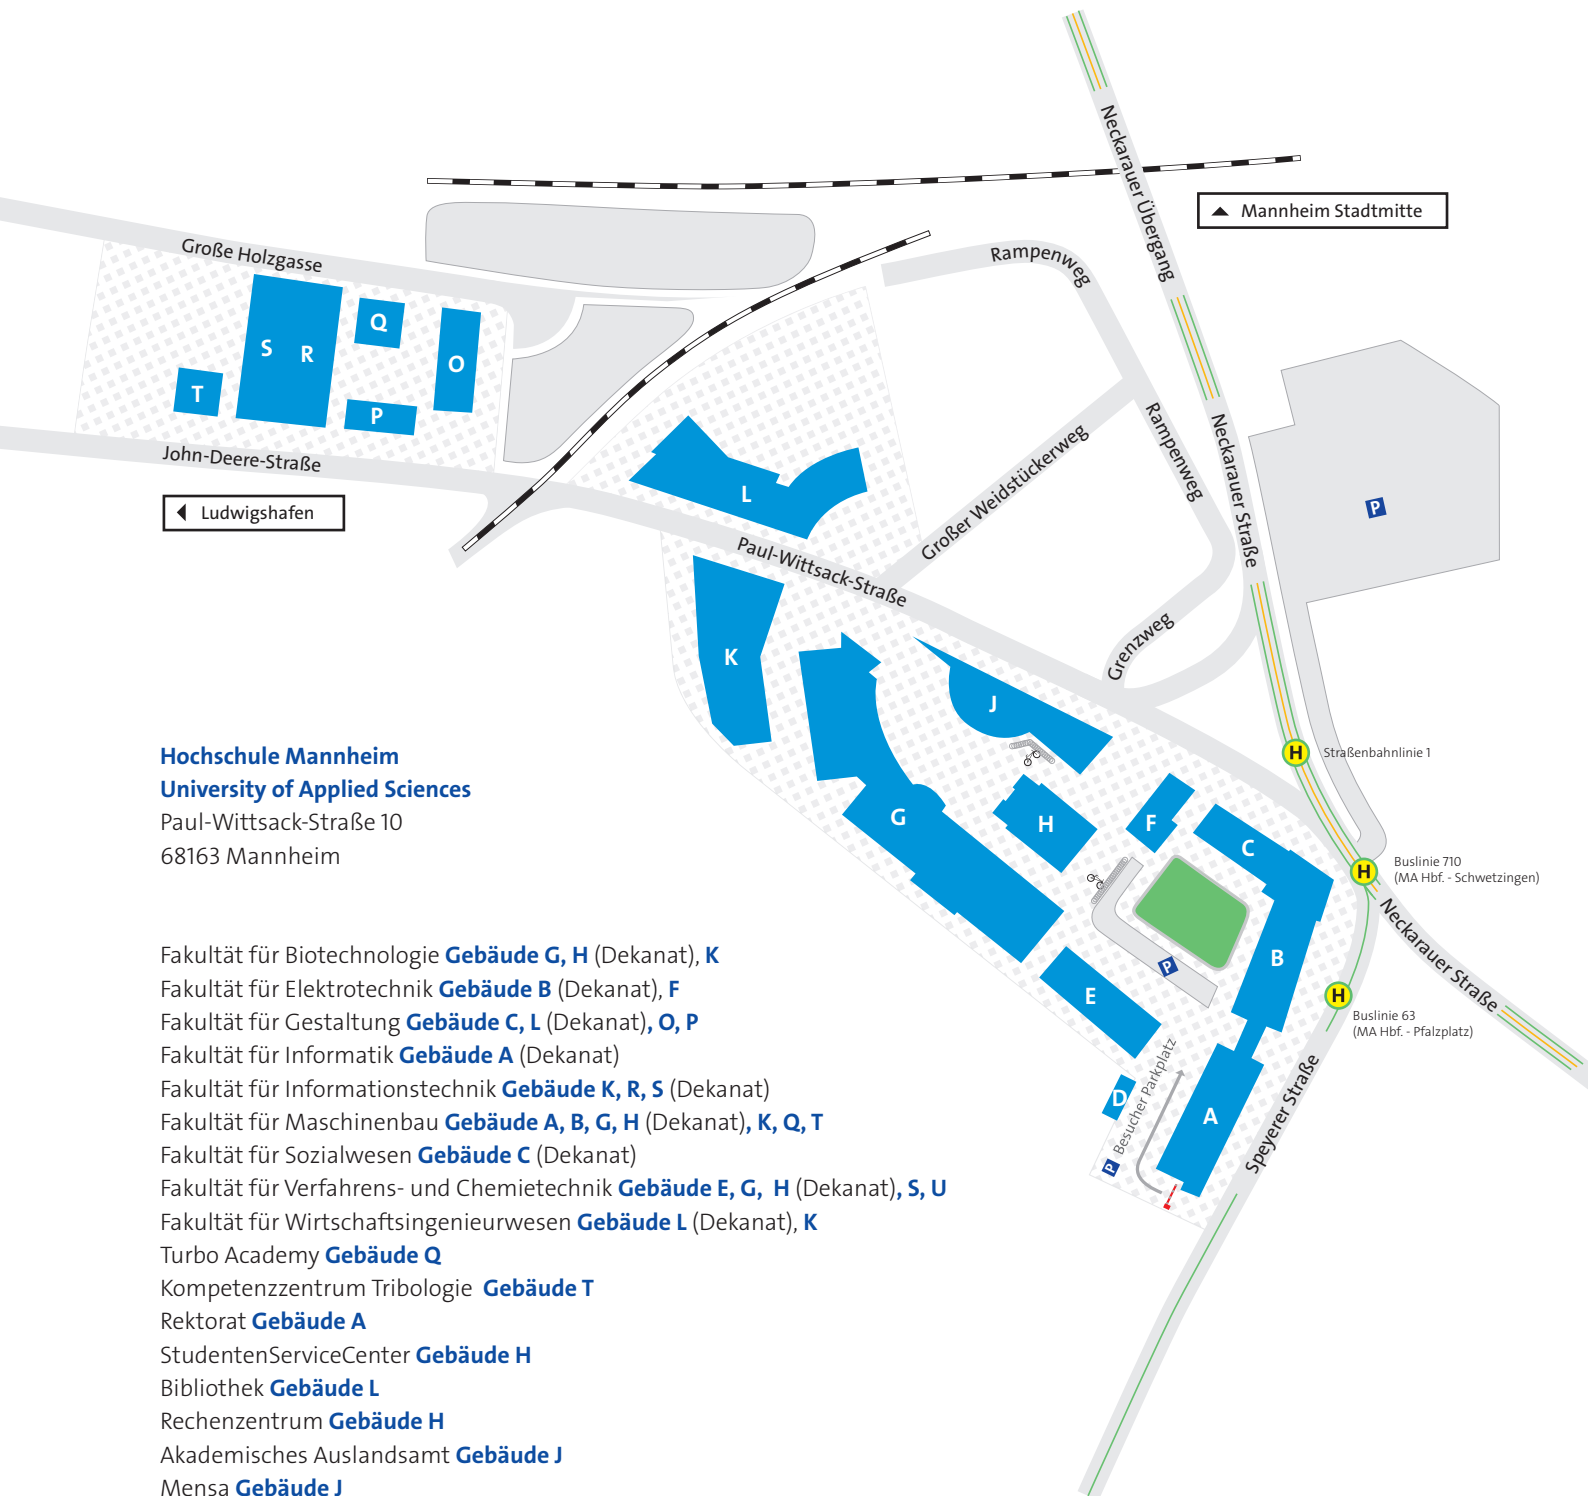 Neckarauer Übergang
Mannheim Stadtmitte
Große Holzgasse
Rampenweg
Q
S
R
O
T
P
John-Deere-Straße
Ludwigshafen
L
Großer Weidstückerweg
Rampenweg
Neckarauer Straße
P
Paul-Wittsack-Straße
K
Grenzweg
J
H
Straßenbahnlinie 1
G
H
F
C
H
Buslinie 710
(MA Hbf. - Schwetzingen)
Neckarauer Straße
B
P
E
H
Buslinie 63
(MA Hbf. - Pfalzplatz)
D
P
Besucher Parkplatz
A
Speyerer Straße
Hochschule Mannheim
University of Applied Sciences
Paul-Wittsack-Straße 10
68163 Mannheim
Fakultät für Biotechnologie Gebäude G, H (Dekanat), K
Fakultät für Elektrotechnik Gebäude B (Dekanat), F
Fakultät für Gestaltung Gebäude C, L (Dekanat), O, P
Fakultät für Informatik Gebäude A (Dekanat)
Fakultät für Informationstechnik Gebäude K, R, S (Dekanat)
Fakultät für Maschinenbau Gebäude A, B, G, H (Dekanat), K, Q, T
Fakultät für Sozialwesen Gebäude C (Dekanat)
Fakultät für Verfahrens- und Chemietechnik Gebäude E, G, H (Dekanat), S, U
Fakultät für Wirtschaftsingenieurwesen Gebäude L (Dekanat), K
Turbo Academy Gebäude Q
Kompetenzzentrum Tribologie Gebäude T
Rektorat Gebäude A
StudentenServiceCenter Gebäude H
Bibliothek Gebäude L
Rechenzentrum Gebäude H
Akademisches Auslandsamt Gebäude J
Mensa Gebäude J